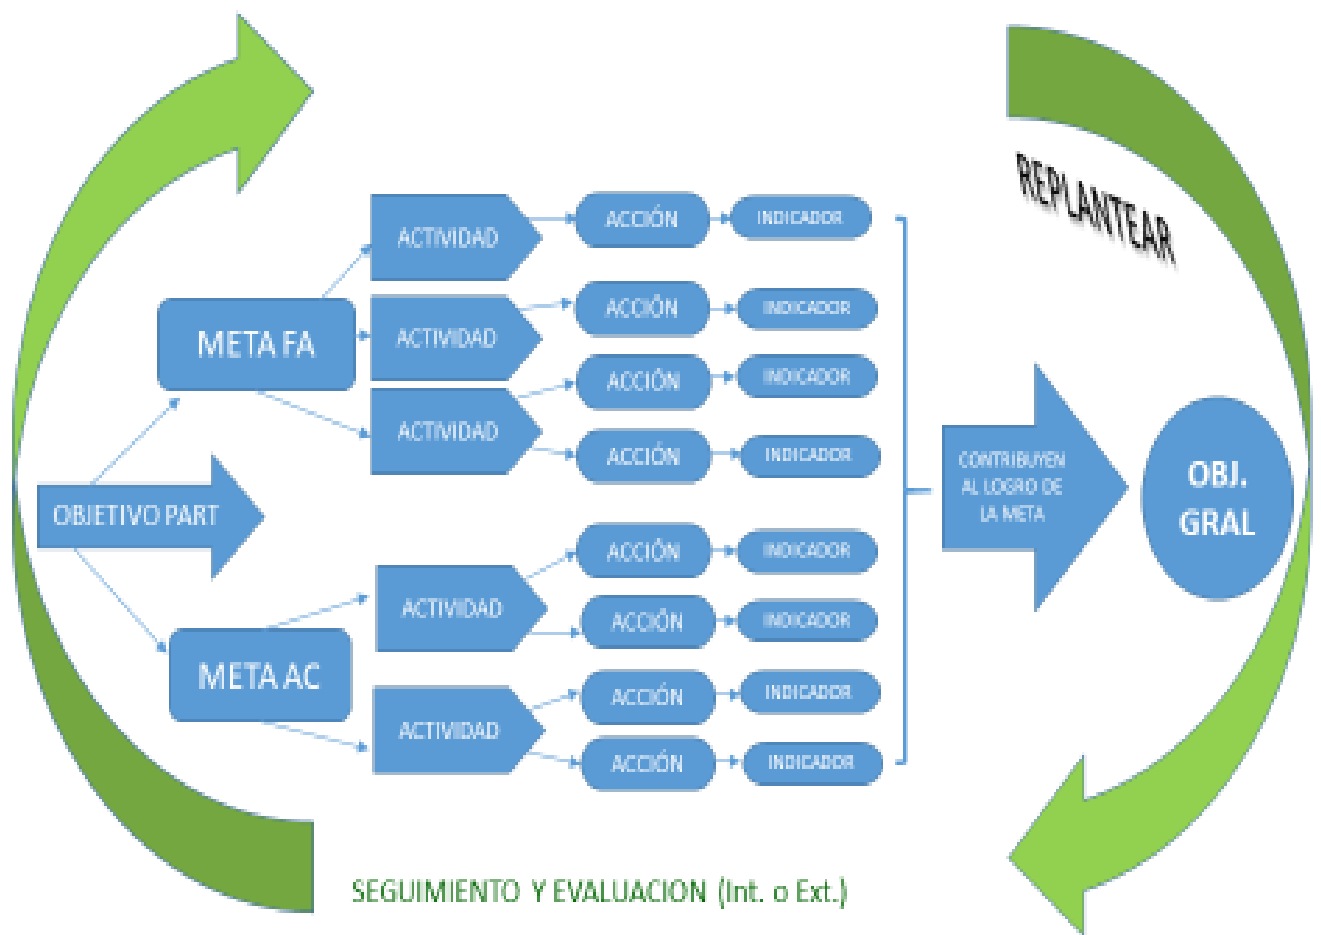 REPLANTEAR
ACTIVIDAD
ACCIÓN
INDICADOR
ACTIVIDAD
ACCIÓN
INDICADOR
META FA
ACCIÓN
INDICADOR
ACTIVIDAD
ACCIÓN
INDICADOR
OBJETIVO PART
CONTRIBUYEN
AL LOGRO DE
LA META
OBJ.
GRAL
ACCIÓN
INDICADOR
ACTIVIDAD
ACCIÓN
INDICADOR
META AC
ACCIÓN
INDICADOR
ACTIVIDAD
ACCIÓN
INDICADOR
SEGUIMIENTO Y EVALUACION (Int. o Ext.)